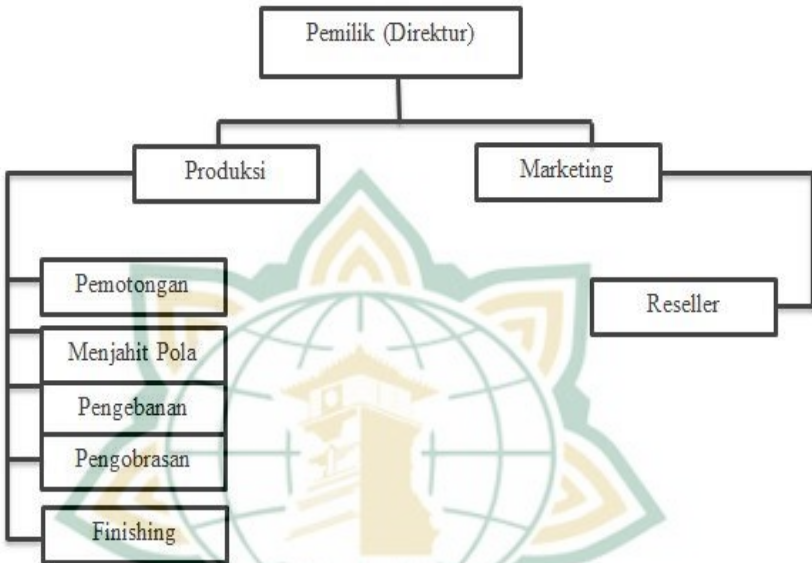 Pemilik (Direktur)
Produksi
Marketing
Pemotongan
Reseller
Menjahit Pola
Pengebanan
Pengobrasan
Finishing